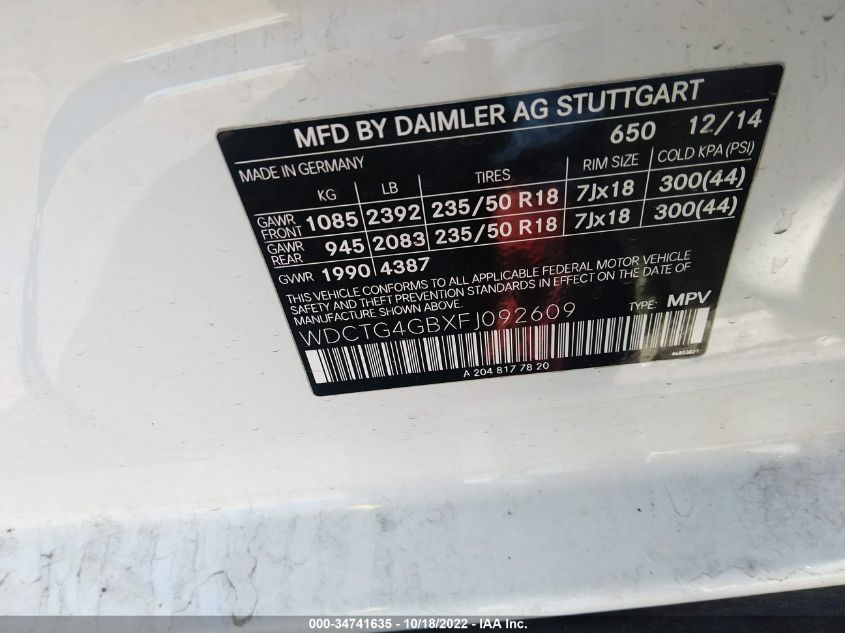 MFD BY DAIMLER AG STUTTGART
MADE IN GERMANY 650 12/14
KG LB TIRES RIM SIZE COLD KPA (PSI)
GAWR FRONT 1085 2392 235/50 R18 7Jx18 300(44)
GAWR REAR 945 2083 235/50 R18 7Jx18 300(44)
GVWR 1990 4387
THIS VEHICLE CONFORMS TO ALL APPLICABLE FEDERAL MOTOR VEHICLE
SAFETY AND THEFT PREVENTION STANDARDS IN EFFECT ON THE DATE OF
MANUFACTURE SHOWN ABOVE.
WDCTG4GBXFJ092609 TYPE: MPV
A 204 817 78 20
000-34741635 - 10/18/2022 - IAA Inc.